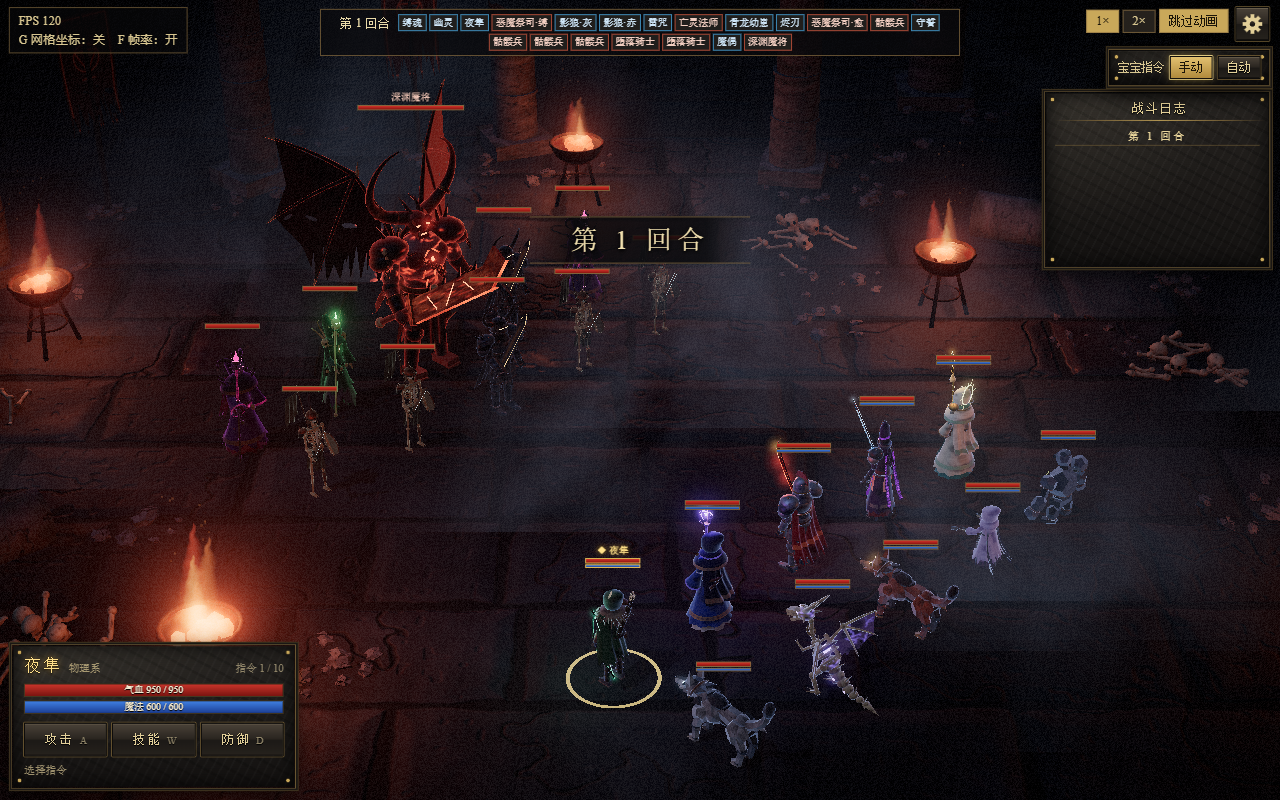 FPS 120
G 网格坐标：关 F 帧率：开
第 1 回合 缚魂 幽灵 夜隼 恶魔祭司·缚 影狼·灰 影狼·赤 雷咒 亡灵法师 骨龙幼崽 烬刃 恶魔祭司·愈 骷髅兵 守誓
骷髅兵 骷髅兵 骷髅兵 堕落骑士 堕落骑士 魔偶 深渊魔将
1× 2× 跳过动画
宝宝指令 手动 自动
战斗日志
第 1 回合
深渊魔将
第 1 回合
◆ 夜隼
夜隼 物理系 指令 1 / 10
气血 950 / 950
魔法 600 / 600
攻击 A 技能 W 防御 D
选择指令